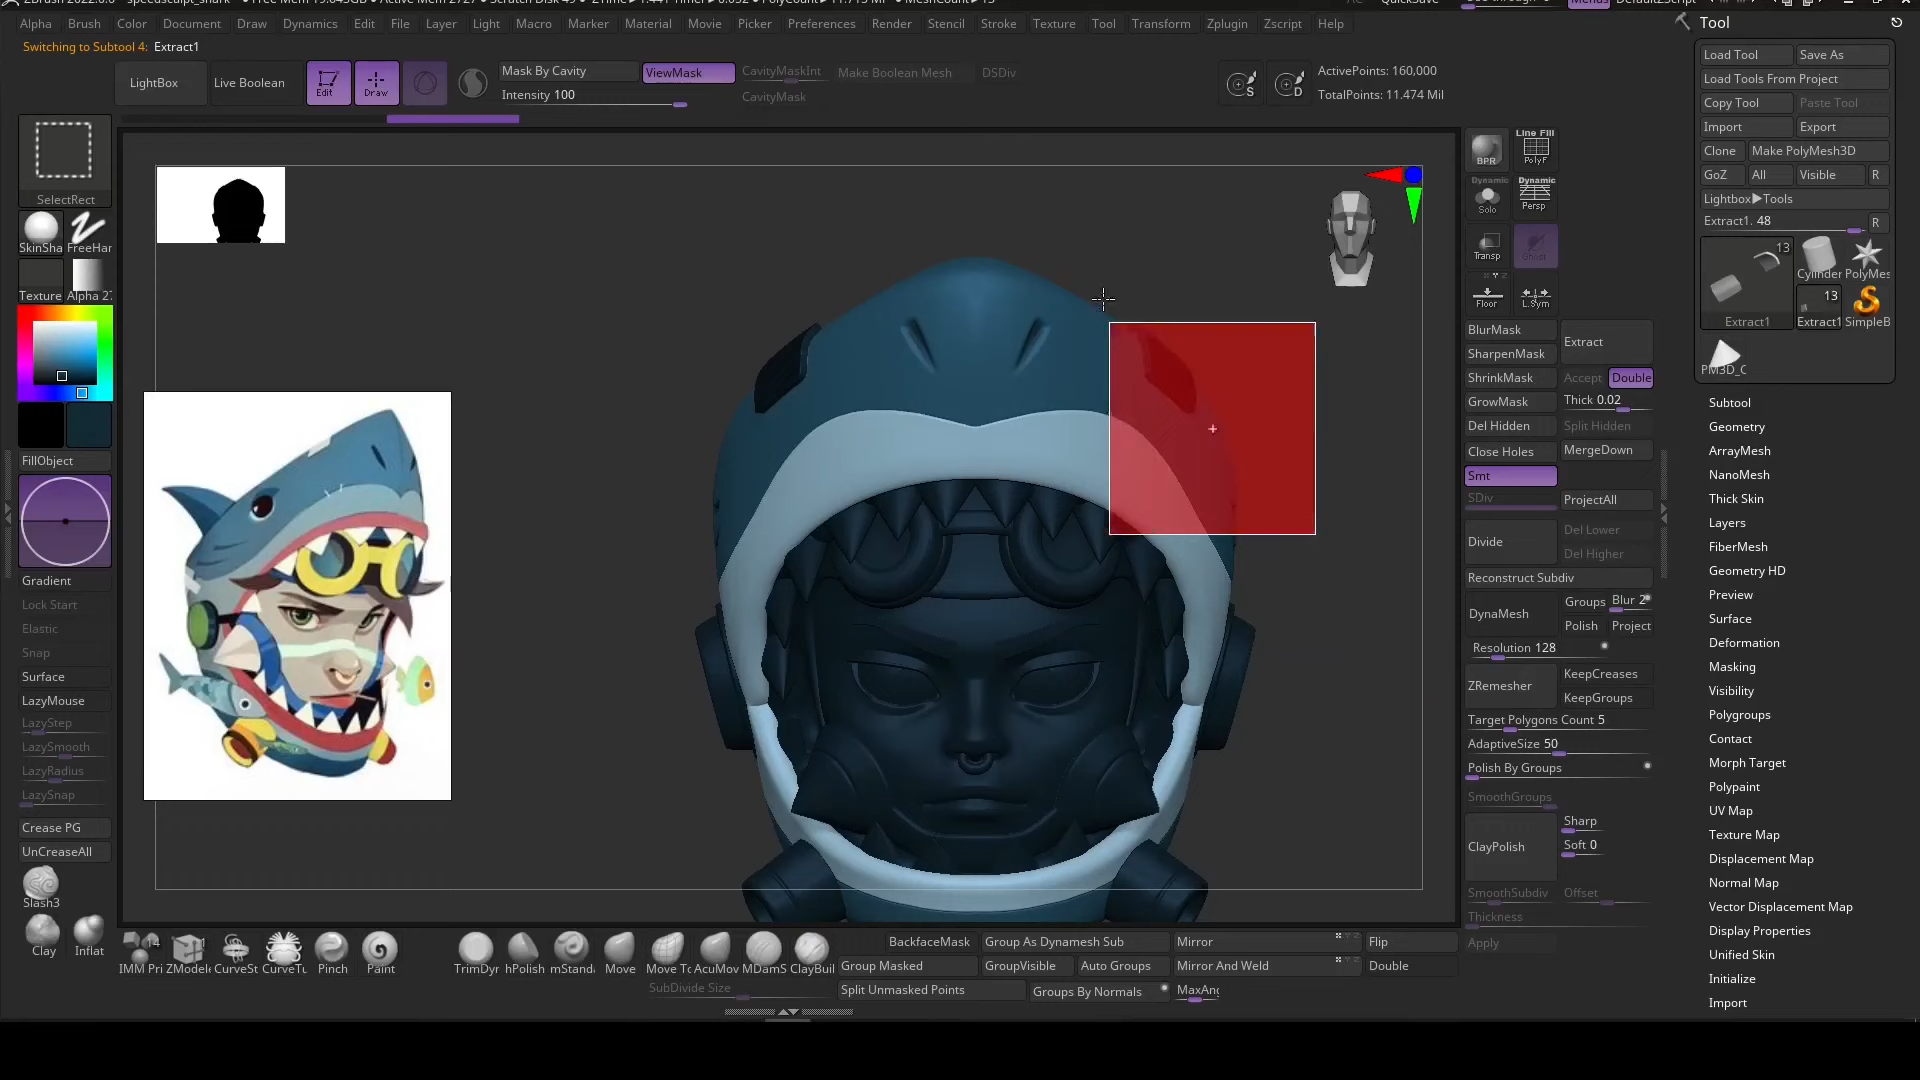 Alpha Brush Color Document Draw Dynamics Edit File Layer Light Macro Marker Material Movie Picker Preferences Render Stencil Stroke Texture Tool Transform Zplugin Zscript Help
Switching to Subtool 4: Extract1
LightBox
Live Boolean
Edit
Draw
Mask By Cavity
Intensity 100
ViewMask
CavityMaskInt
CavityMask
Make Boolean Mesh
DSDiv
S
D
ActivePoints: 160,000
TotalPoints: 11.474 Mil
SelectRect
SkinSha
FreeHan
Texture
Alpha 27
FillObject
Gradient
Lock Start
Elastic
Snap
Surface
LazyMouse
LazyStep
LazySmooth
LazyRadius
LazySnap
Crease PG
UnCreaseAll
Slash3
Clay
Inflat
14
IMM Pri
1
ZModele
CurveSt
CurveTu
Pinch
Paint
TrimDyn
hPolish
mStand
Move
Move To
AcuMov
MDamS
ClayBuil
SubDivide Size
BackfaceMask
Group As Dynamesh Sub
Mirror
Flip
Group Masked
GroupVisible
Auto Groups
Mirror And Weld
Double
Split Unmasked Points
Groups By Normals
MaxAng
BPR
Line Fill
PolyF
Dynamic
Solo
Dynamic
Persp
Transp
Ghost
Floor
L.Sym
BlurMask
SharpenMask
Extract
ShrinkMask
Accept
Double
GrowMask
Thick 0.02
Del Hidden
Split Hidden
Close Holes
MergeDown
Smt
SDiv
ProjectAll
Divide
Del Lower
Del Higher
Reconstruct Subdiv
DynaMesh
Groups
Blur 2
Polish
Project
Resolution 128
ZRemesher
KeepCreases
KeepGroups
Target Polygons Count 5
AdaptiveSize 50
Polish By Groups
SmoothGroups
ClayPolish
Sharp
Soft 0
SmoothSubdiv
Offset
Thickness
Apply
Tool
Load Tool
Save As
Load Tools From Project
Copy Tool
Paste Tool
Import
Export
Clone
Make PolyMesh3D
GoZ
All
Visible
R
Lightbox▶Tools
Extract1. 48
R
13
Extract1
Cylinder
PolyMes
13
Extract1
SimpleB
PM3D_C
Subtool
Geometry
ArrayMesh
NanoMesh
Thick Skin
Layers
FiberMesh
Geometry HD
Preview
Surface
Deformation
Masking
Visibility
Polygroups
Contact
Morph Target
Polypaint
UV Map
Texture Map
Displacement Map
Normal Map
Vector Displacement Map
Display Properties
Unified Skin
Initialize
Import